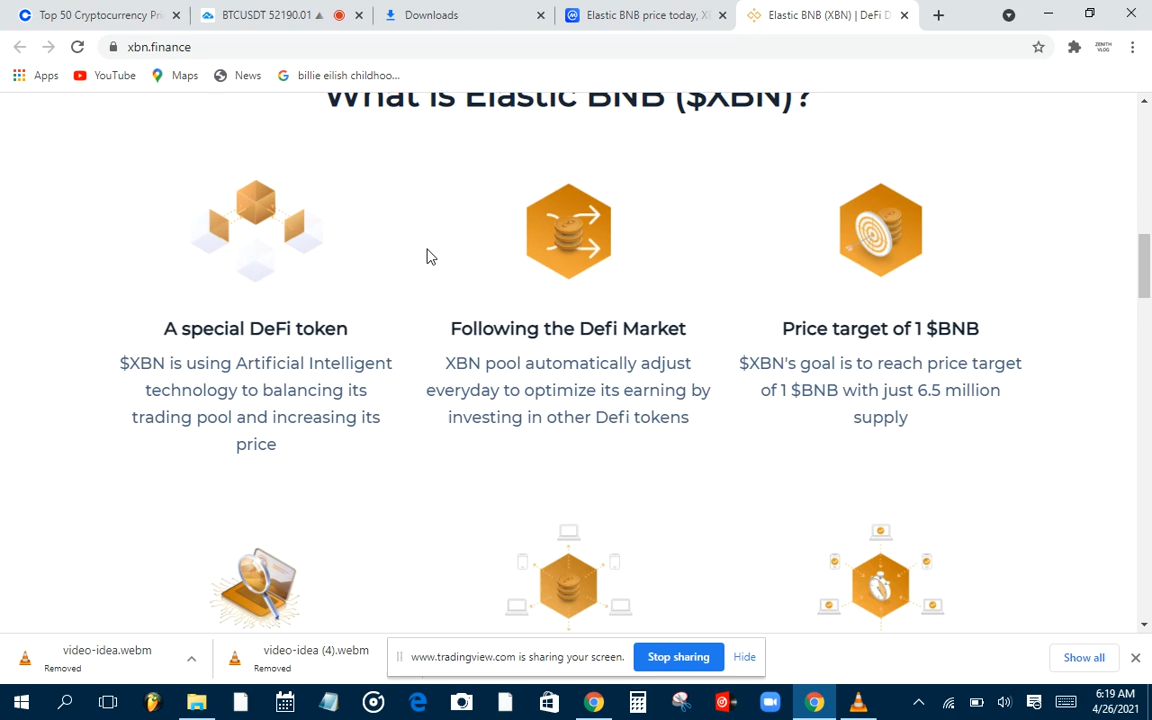 Top 50 Cryptocurrency Pri
BTCUSDT 52190.01
Downloads
Elastic BNB price today, XB
Elastic BNB (XBN) | DeFi D
xbn.finance
ZENITH
VLOG
Apps
YouTube
Maps
News
billie eilish childhoo...
What is Elastic BNB ($XBN)?
A special DeFi token
$XBN is using Artificial Intelligent
technology to balancing its
trading pool and increasing its
price
Following the Defi Market
XBN pool automatically adjust
everyday to optimize its earning by
investing in other Defi tokens
Price target of 1 $BNB
$XBN's goal is to reach price target
of 1 $BNB with just 6.5 million
supply
video-idea.webm
Removed
video-idea (4).webm
Removed
www.tradingview.com is sharing your screen.
Stop sharing
Hide
Show all
6:19 AM
4/26/2021